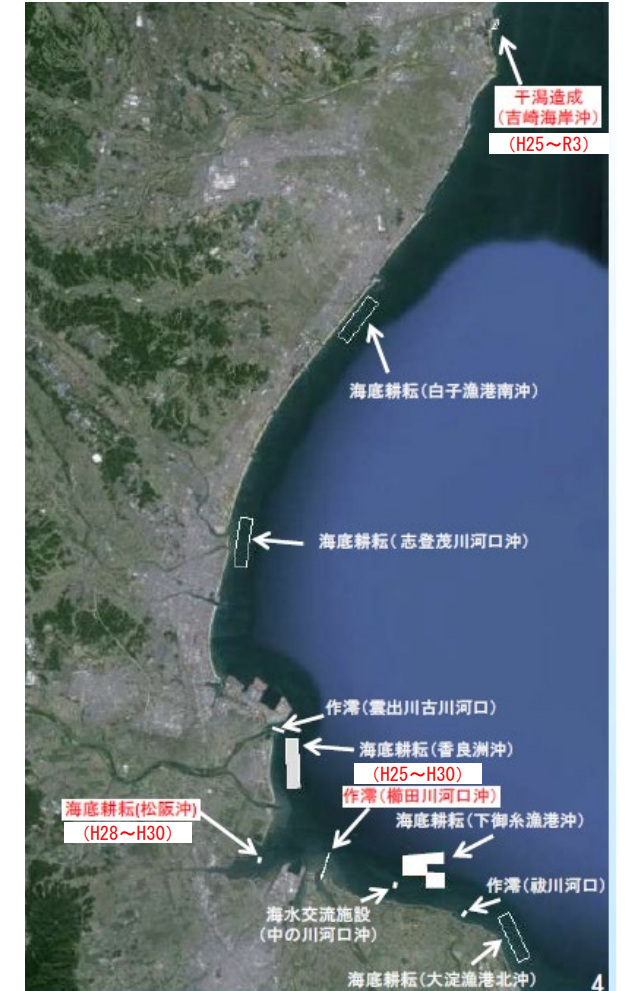 干潟造成
(吉崎海岸沖)
(H25～R3)
海底耕耘(白子漁港南沖)
海底耕耘(志登茂川河口沖)
作澪(雲出川古川河口)
海底耕耘(香良洲沖)
(H25～H30)
作澪(櫛田川河口沖)
海底耕耘(松阪沖)
(H28～H30)
海底耕耘(下御糸漁港沖)
作澪(祓川河口)
海水交流施設
(中の川河口沖)
海底耕耘(大淀漁港北沖)
4